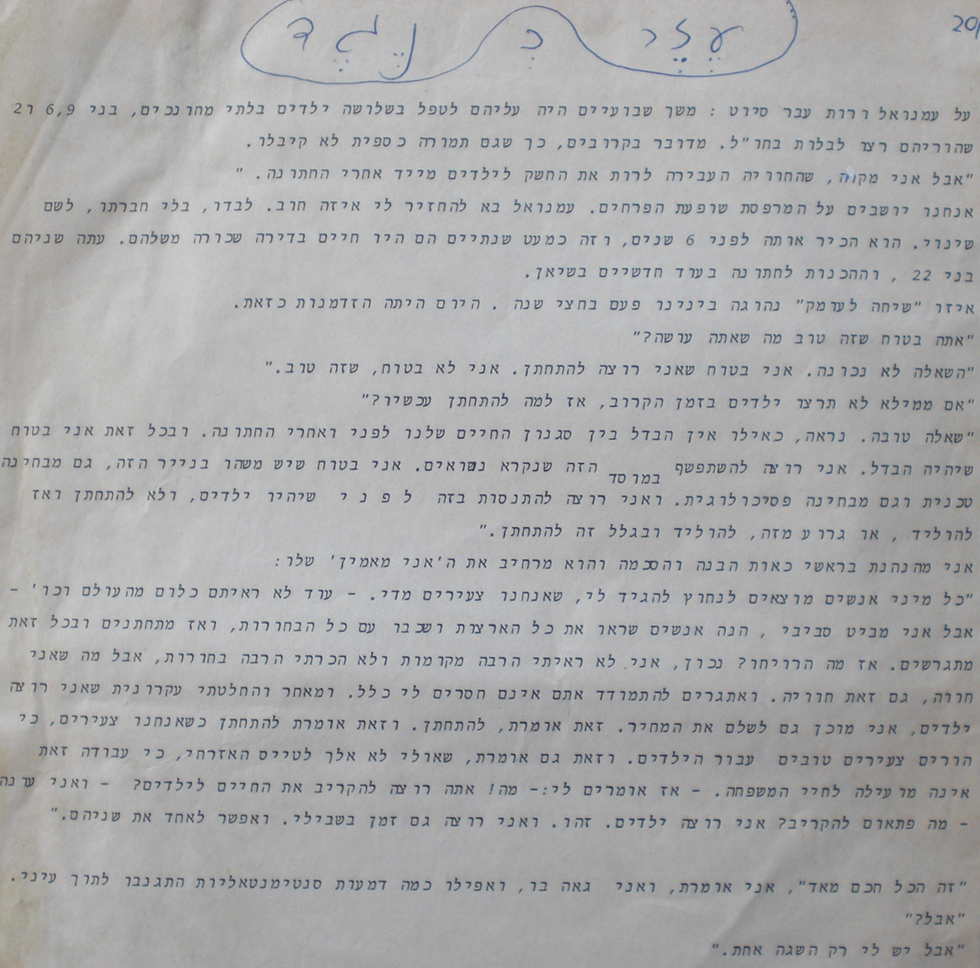 20
עֵזֶר כְּ נֶגֶד
על עמנואל ורות עבר סיוט : משך שבועיים היה עליהם לטפל בשלושה ילדים בלתי מחונכים, בני 6,9 ו2
שהוריהם רצו לבלות בחו"ל. מדובר בקרובים, כך שגם תמורה כספית לא קיבלו.
"אבל אני מקוה, שהחוויה העבירה לרות את החשק לילדים מייד אחרי החתונה. "
אנחנו יושבים על המרפסת שופעת הפרחים. עמנואל בא להחזיר לי איזה חוב. לבדו, בלי חברתו, לשם
שינוי. הוא הכיר אותה לפני 6 שנים, וזה כמעט שנתיים הם היו חיים בדירה שכורה משלהם. עתה שניהם
בני 22 , וההכנות לחתונה בעוד חדשיים בשיאן.
איזו "שיחה לעומק" נהוגה בינינו פעם בחצי שנה . היום היתה הזדמנות כזאת.
"אתה בטוח שזה טוב מה שאתה עושה?"
"השאלה לא נכונה. אני בטוח שאני רוצה להתחתן. אני לא בטוח, שזה טוב."
"אם ממילא לא תרצו ילדים בזמן הקרוב, אז למה להתחתן עכשיו?"
"שאלה טובה. נראה, כאילו אין הבדל בין סגנון החיים שלנו לפני ואחרי החתונה. ובכל זאת אני בטוח
שיהיה הבדל. אני רוצה להשתפשף במוסד הזה שנקרא נשואים. אני בטוח שיש משהו בנייר הזה, גם מבחינה
טכנית וגם מבחינה פסיכולוגית. ואני רוצה להתנסות בזה ל פ נ י שיהיו ילדים, ולא להתחתן ואז
להוליד , או גרוע מזה, להוליד ובגלל זה להתחתן."
אני מהנהנת בראשי כאות הבנה והסכמה והוא מרחיב את ה'אני מאמין' שלו:
"כל מיני אנשים מוצאים לנחוץ להגיד לי, שאנחנו צעירים מדי. - עוד לא ראיתם כלום מהעולם וכו' -
אבל אני מביט סביבי , הנה אנשים שראו את כל הארצות ושכבו עם כל הבחורות, ואז מתחתנים ובכל זאת
מתגרשים. אז מה הרויחו? נכון, אני לא ראיתי הרבה מקומות ולא הכרתי הרבה בחורות, אבל מה שאני
חווה, גם זאת חוויה. ואתגרים להתמודד אתם אינם חסרים לי כלל. ומאחר והחלטתי עקרונית שאני רוצה
ילדים, אני מוכן גם לשלם את המחיר. זאת אומרת, להתחתן. וזאת אומרת להתחתן כשאנחנו צעירים, כי
הורים צעירים טובים עבור הילדים. וזאת גם אומרת, שאולי לא אלך לטייס האזרחי, כי עבודה זאת
אינה מועילה לחיי המשפחה. - אז אומרים לי:- מה! אתה רוצה להקריב את החיים לילדים? - ואני עונה
- מה פתאום להקריב? אני רוצה ילדים. זהו. ואני רוצה גם זמן בשבילי. ואפשר לאחד את שניהם."
"זה הכל חכם מאד", אני אומרת, ואני גאה בו, ואפילו כמה דמעות סנטימנטאליות התגנבו לתוך עיני.
"אבל?"
"אבל יש לי רק השגה אחת."